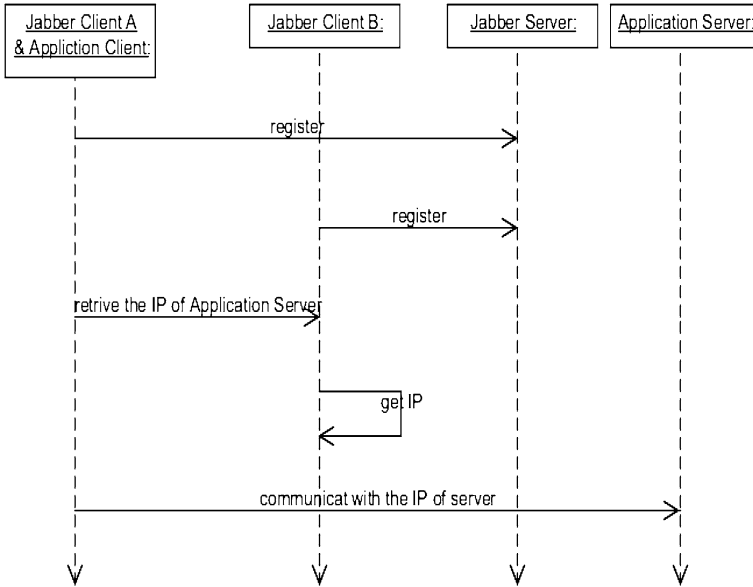 Jabber Client A
& Appliction Client:
Jabber Client B:
Jabber Server:
Application Server:
register
register
retrive the IP of Application Server
get IP
communicat with the IP of server